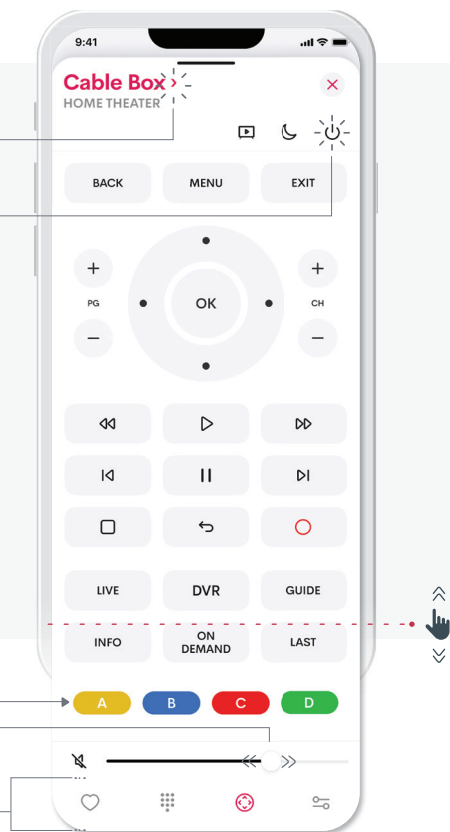 9:41
Cable Box
HOME THEATER
BACK MENU EXIT
+ +
PG OK CH
− −
LIVE DVR GUIDE
INFO ON DEMAND LAST
A B C D